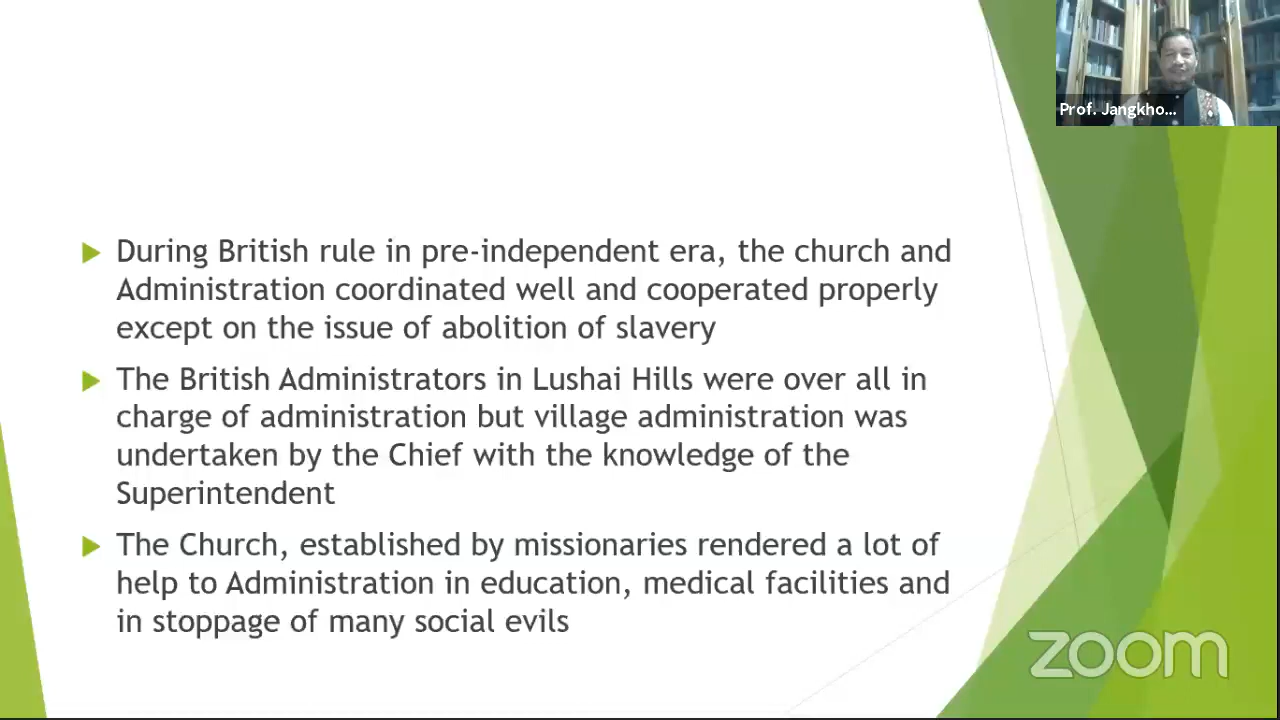 Prof. Jangkho...
During British rule in pre-independent era, the church and
Administration coordinated well and cooperated properly
except on the issue of abolition of slavery
The British Administrators in Lushai Hills were over all in
charge of administration but village administration was
undertaken by the Chief with the knowledge of the
Superintendent
The Church, established by missionaries rendered a lot of
help to Administration in education, medical facilities and
in stoppage of many social evils
zoom